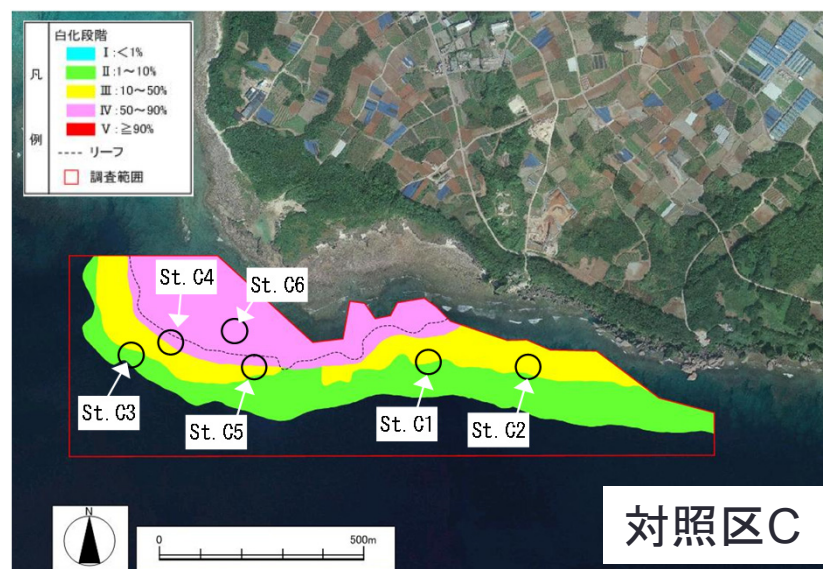 凡例
白化段階
Ⅰ:<1%
Ⅱ:1～10%
Ⅲ:10～50%
Ⅳ:50～90%
Ⅴ:≧90%
リーフ
調査範囲
St. C4
St. C6
St. C3
St. C5
St. C1
St. C2
N
0
500m
対照区C